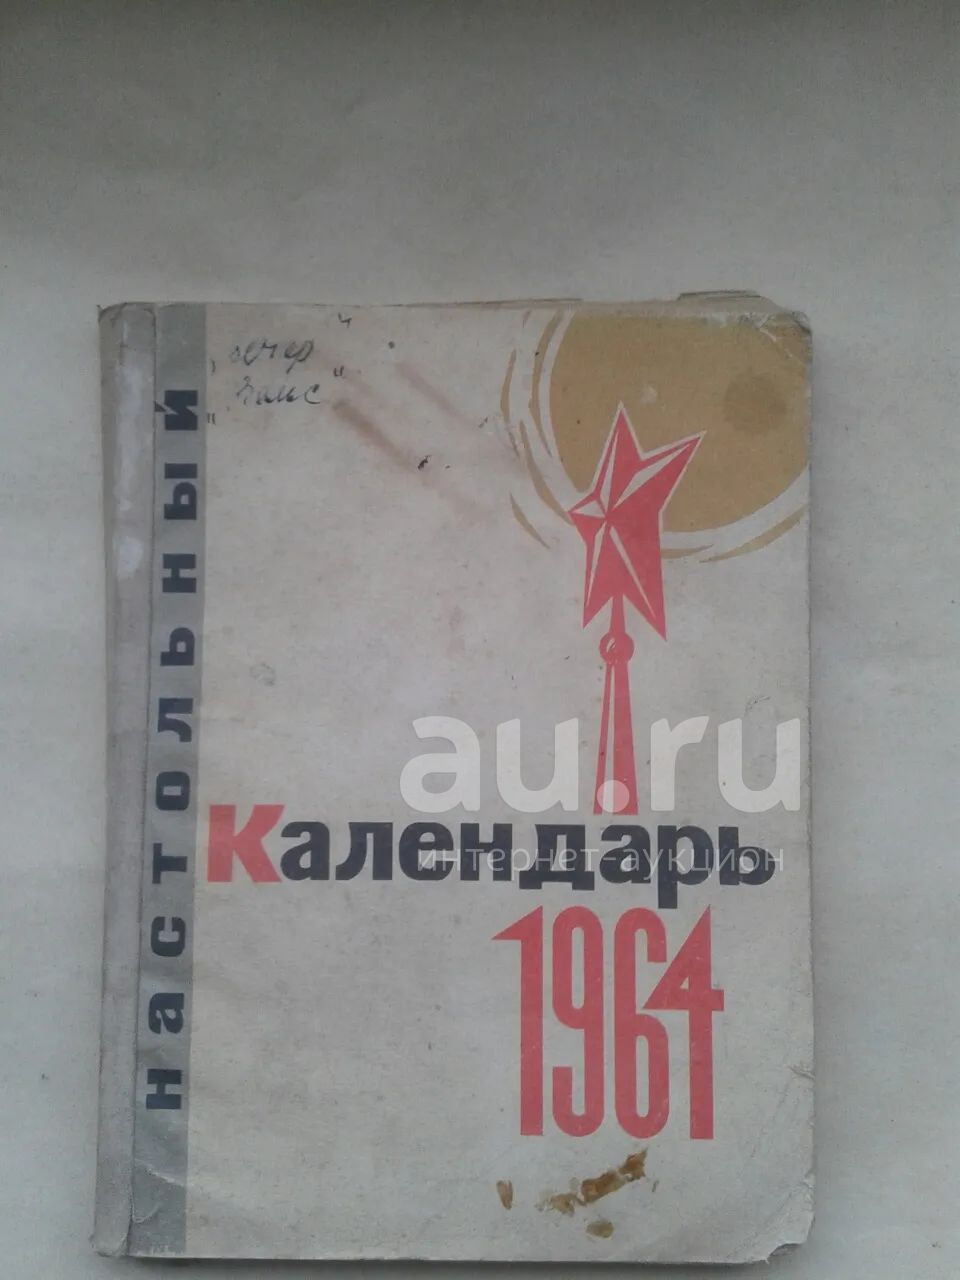 настольный
Календарь
1964
au.ru
интернет-аукцион